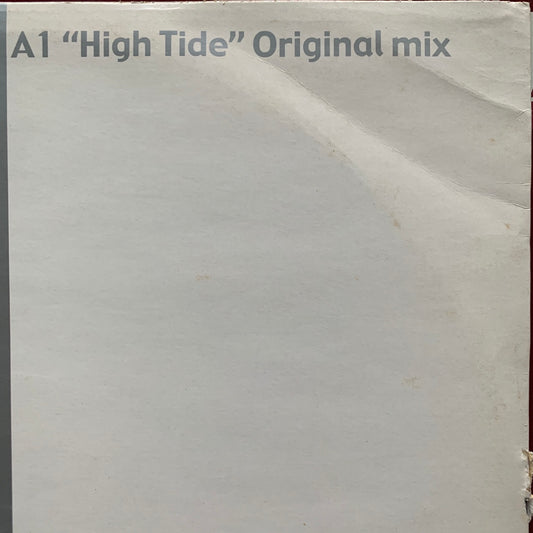 A1 “High Tide” Original mix